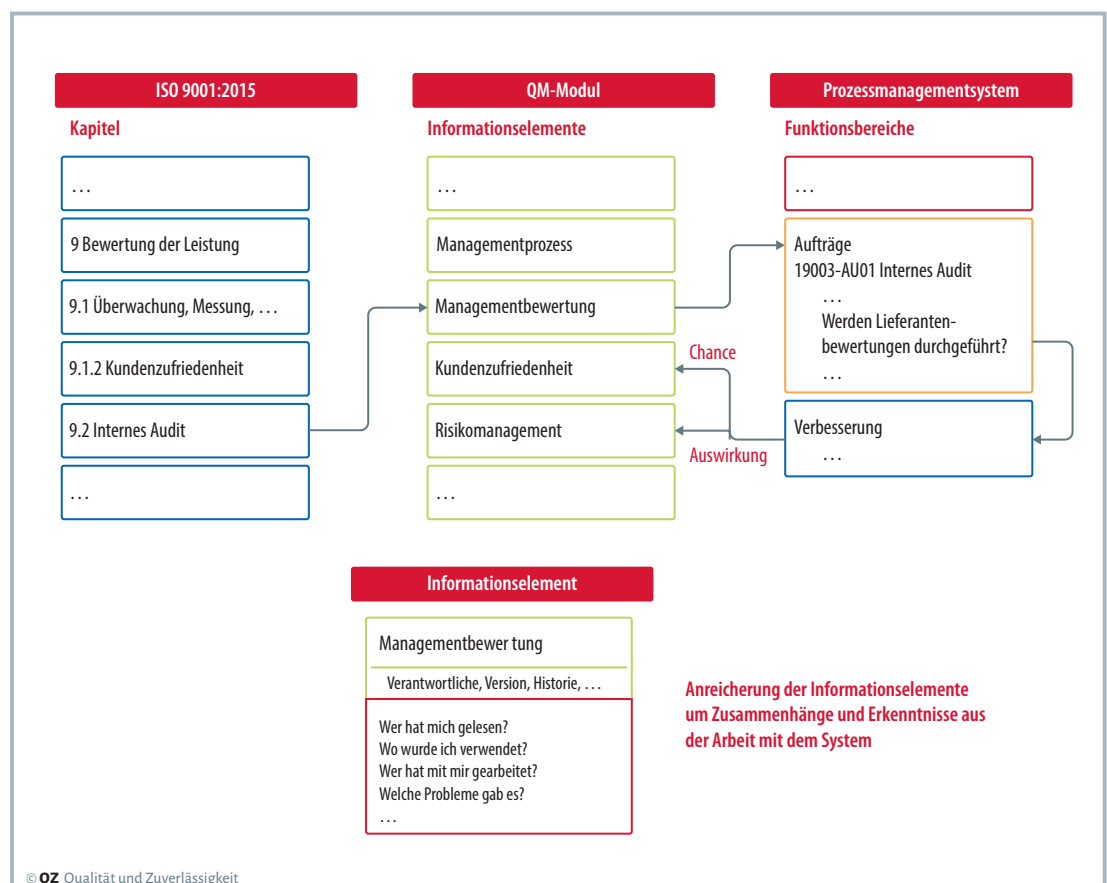 ISO 9001:2015
Kapitel
…
9 Bewertung der Leistung
9.1 Überwachung, Messung, …
9.1.2 Kundenzufriedenheit
9.2 Internes Audit
…
QM-Modul
Informationselemente
…
Managementprozess
Managementbewertung
Kundenzufriedenheit
Risikomanagement
…
Chance
Auswirkung
Prozessmanagementsystem
Funktionsbereiche
…
Aufträge
19003-AU01 Internes Audit
…
Werden Lieferanten-
bewertungen durchgeführt?
…
Verbesserung
…
Informationselement
Managementbewer tung
Verantwortliche, Version, Historie, …
Wer hat mich gelesen?
Wo wurde ich verwendet?
Wer hat mit mir gearbeitet?
Welche Probleme gab es?
…
Anreicherung der Informationselemente
um Zusammenhänge und Erkenntnisse aus
der Arbeit mit dem System
© QZ Qualität und Zuverlässigkeit